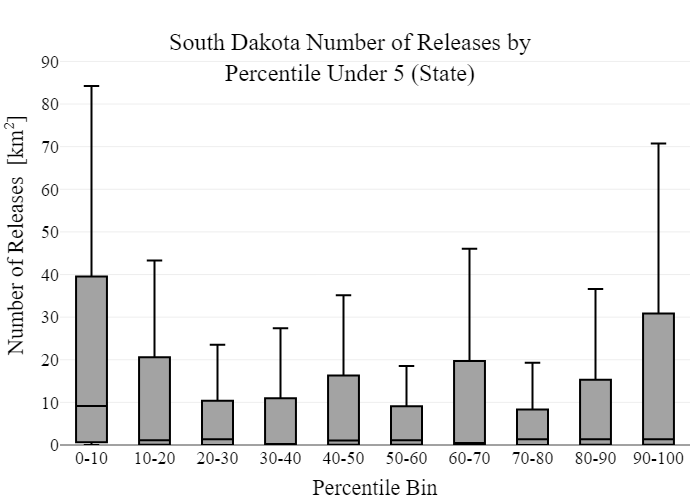 South Dakota Number of Releases by
Percentile Under 5 (State)
Number of Releases [km²]
90
80
70
60
50
40
30
20
10
0
0-10 10-20 20-30 30-40 40-50 50-60 60-70 70-80 80-90 90-100
Percentile Bin